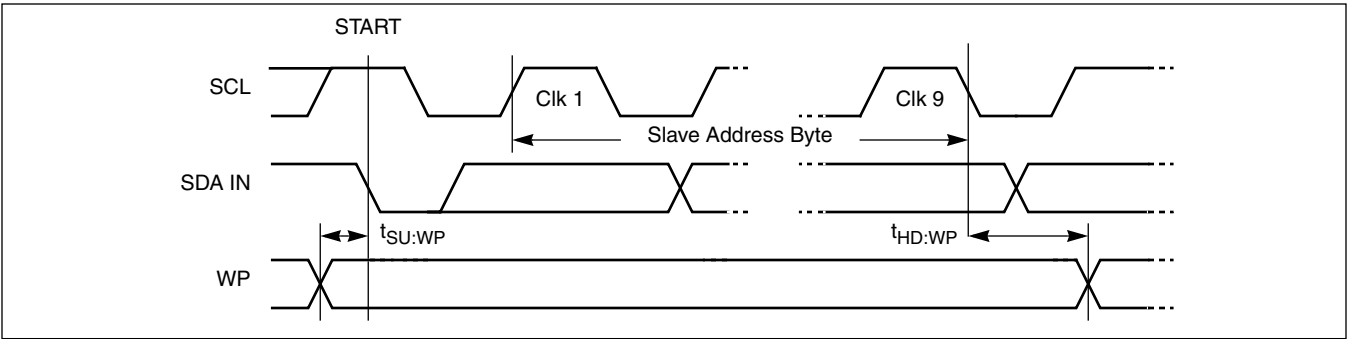 START
SCL
Clk 1
Clk 9
Slave Address Byte
SDA IN
tSU:WP
tHD:WP
WP